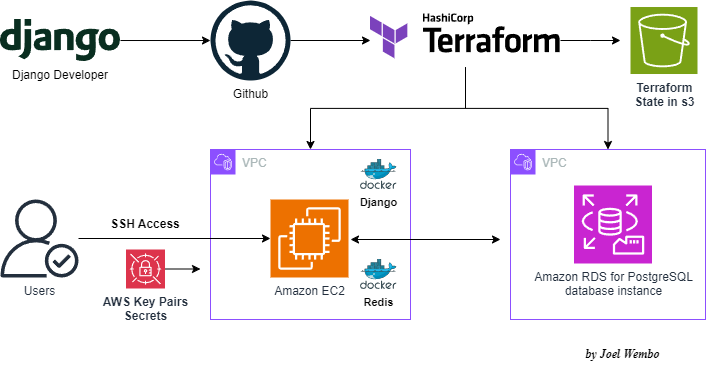 django
Django Developer
Github
HashiCorp
Terraform
Terraform
State in s3
VPC
docker
Django
VPC
SSH Access
Users
AWS Key Pairs
Secrets
Amazon EC2
docker
Redis
Amazon RDS for PostgreSQL
database instance
by Joel Wembo